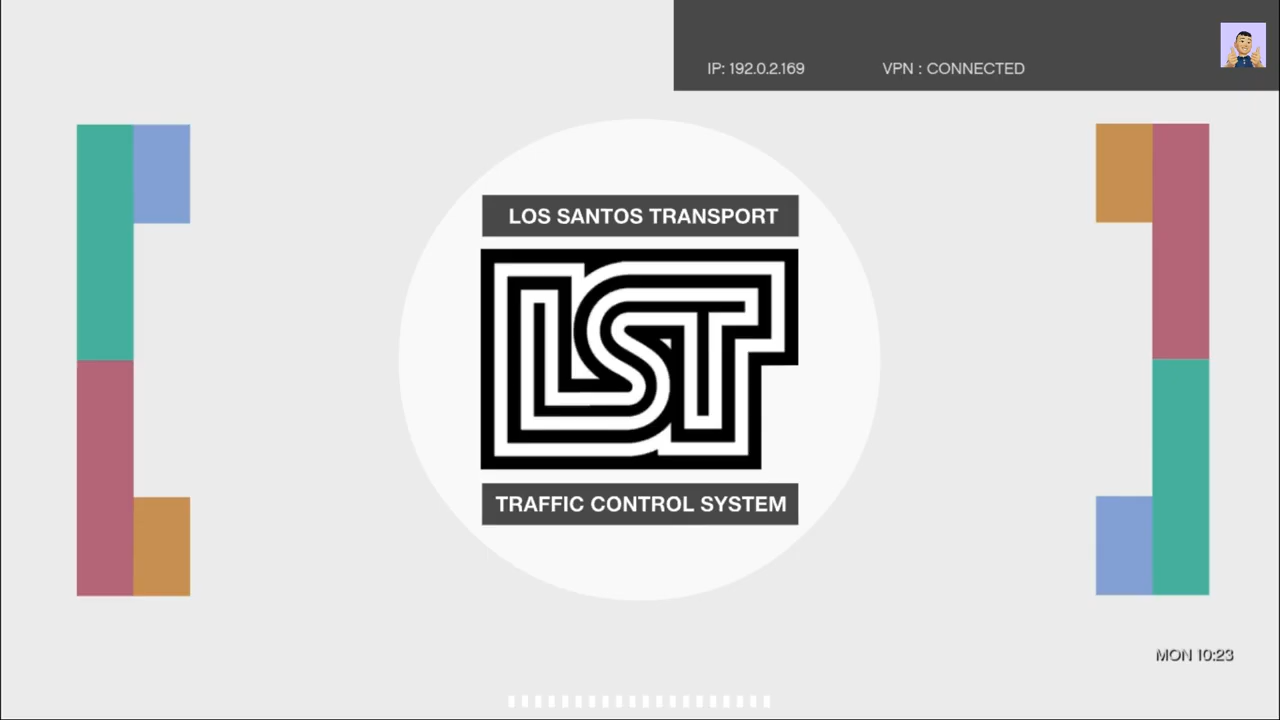 IP: 192.0.2.169 VPN : CONNECTED
LOS SANTOS TRANSPORT
LST
TRAFFIC CONTROL SYSTEM
MON 10:23